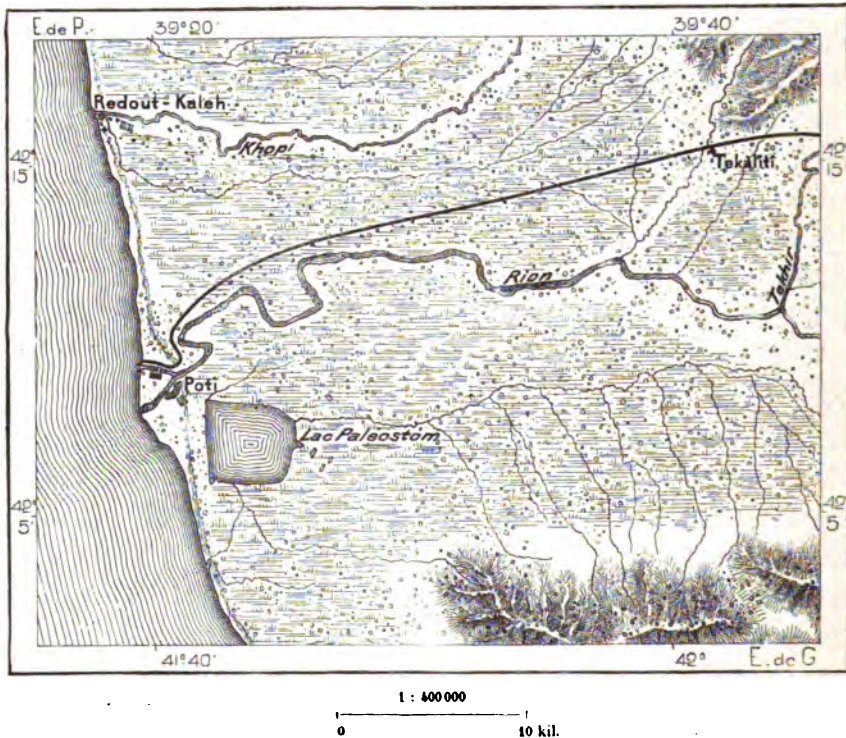 E. de P.
39°20'
39°40'
Redout-Kaleh
Khopi
42°
15'
Tekaliti
42°
15'
Rion
Tekhir
Poti
Lac Paleostom
42°
5'
42°
5'
41°40'
42°
E. de G
1 : 400 000
0
10 kil.